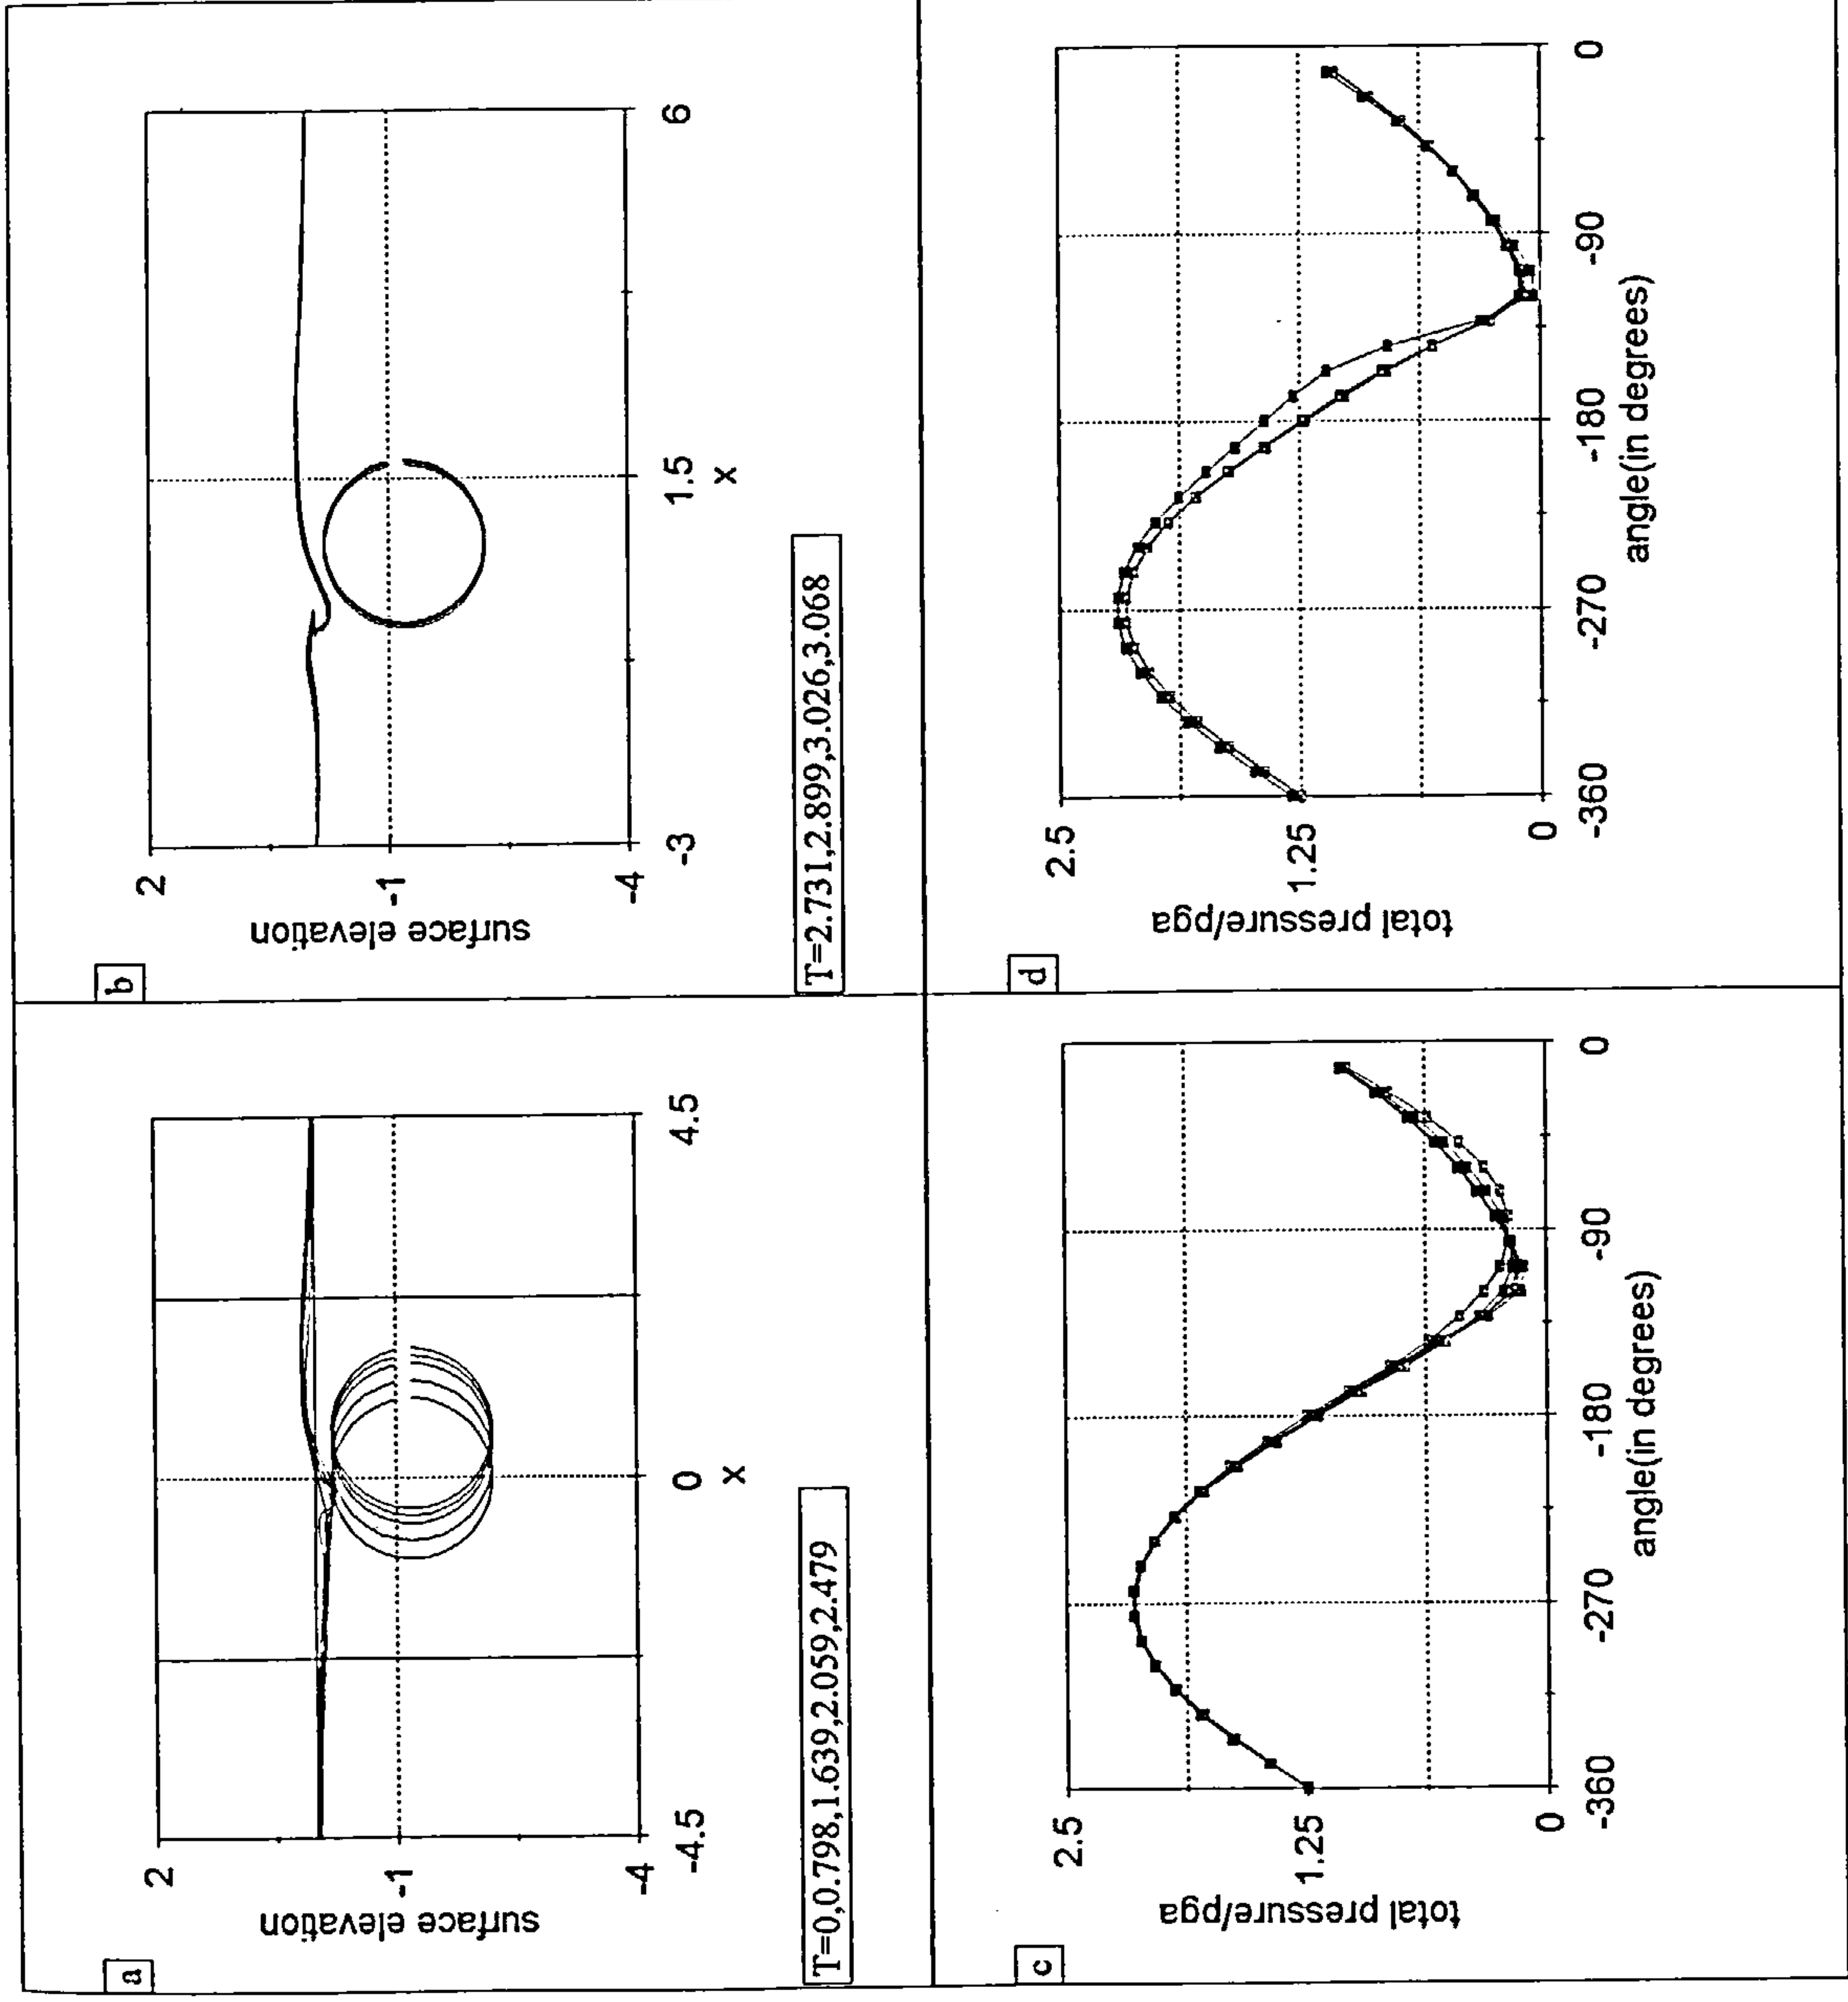 a
surface elevation
2
-1
-4
-4.5
0
4.5
x
T=0,0.798,1.639,2.059,2.479
b
surface elevation
2
-1
-4
-3
1.5
6
x
T=2.731,2.899,3.026,3.068
c
total pressure/pga
2.5
1.25
0
-360
-270
-180
-90
0
angle(in degrees)
d
total pressure/pga
2.5
1.25
0
-360
-270
-180
-90
0
angle(in degrees)